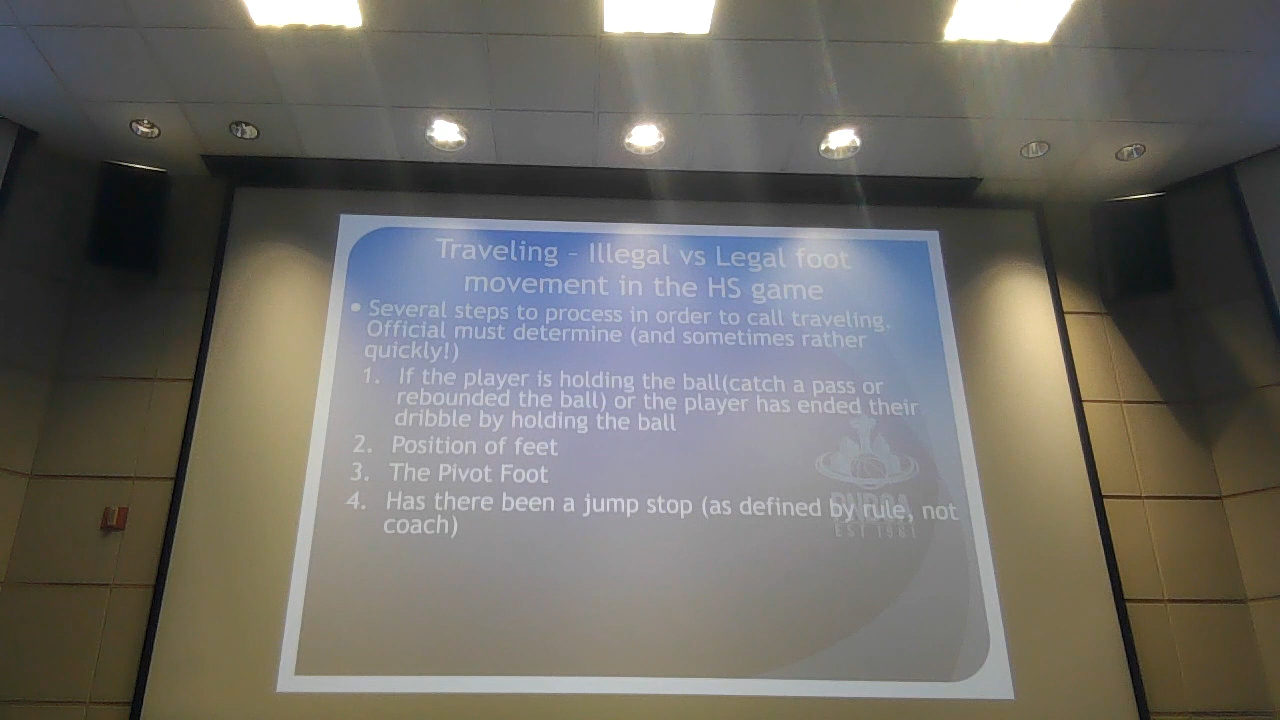 Traveling - Illegal vs Legal foot
movement in the HS game
• Several steps to process in order to call traveling.
Official must determine (and sometimes rather
quickly!)
1. If the player is holding the ball(catch a pass or
rebounded the ball) or the player has ended their
dribble by holding the ball
2. Position of feet
3. The Pivot Foot
4. Has there been a jump stop (as defined by rule, not
coach)
EST 1981